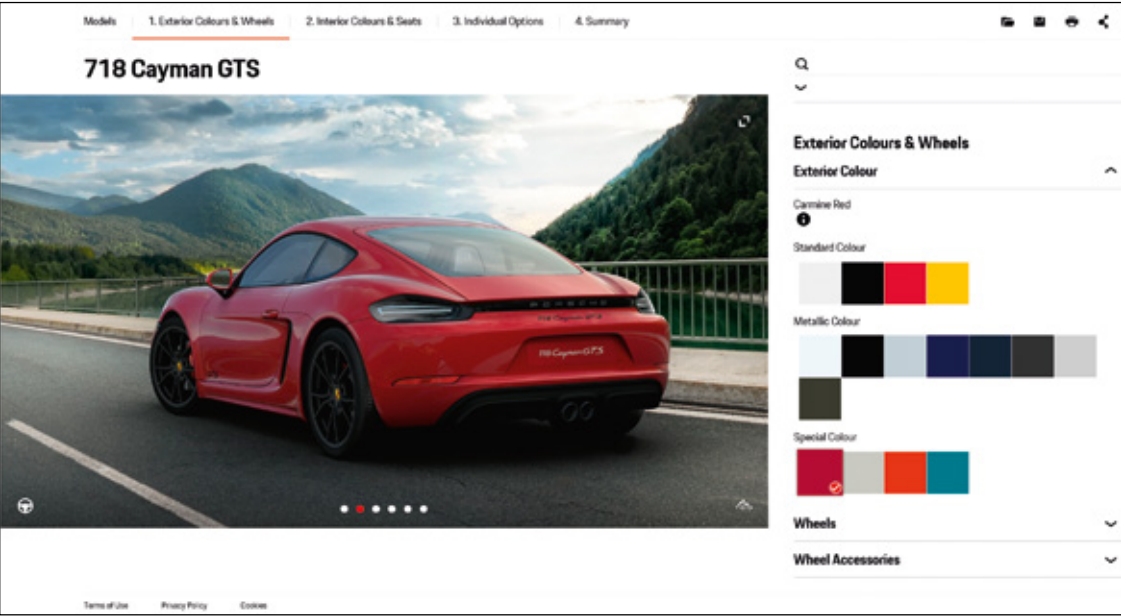 Models
1. Exterior Colours & Wheels
2. Interior Colours & Seats
3. Individual Options
4. Summary
718 Cayman GTS
PORSCHE
718 Cayman GTS
718 Cayman GTS
Exterior Colours & Wheels
Exterior Colour
Carmine Red
Standard Colour
Metallic Colour
Special Colour
Wheels
Wheel Accessories
Terms of Use
Privacy Policy
Cookies